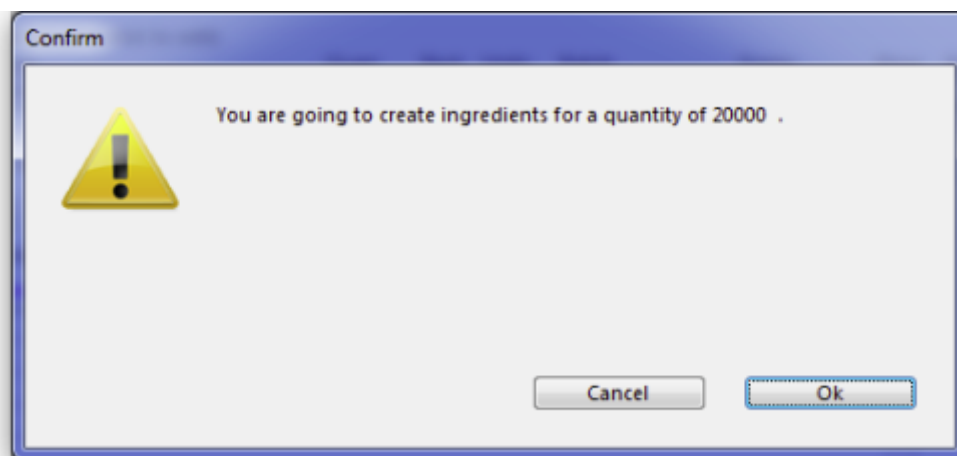 Confirm
You are going to create ingredients for a quantity of 20000 .
Cancel
Ok